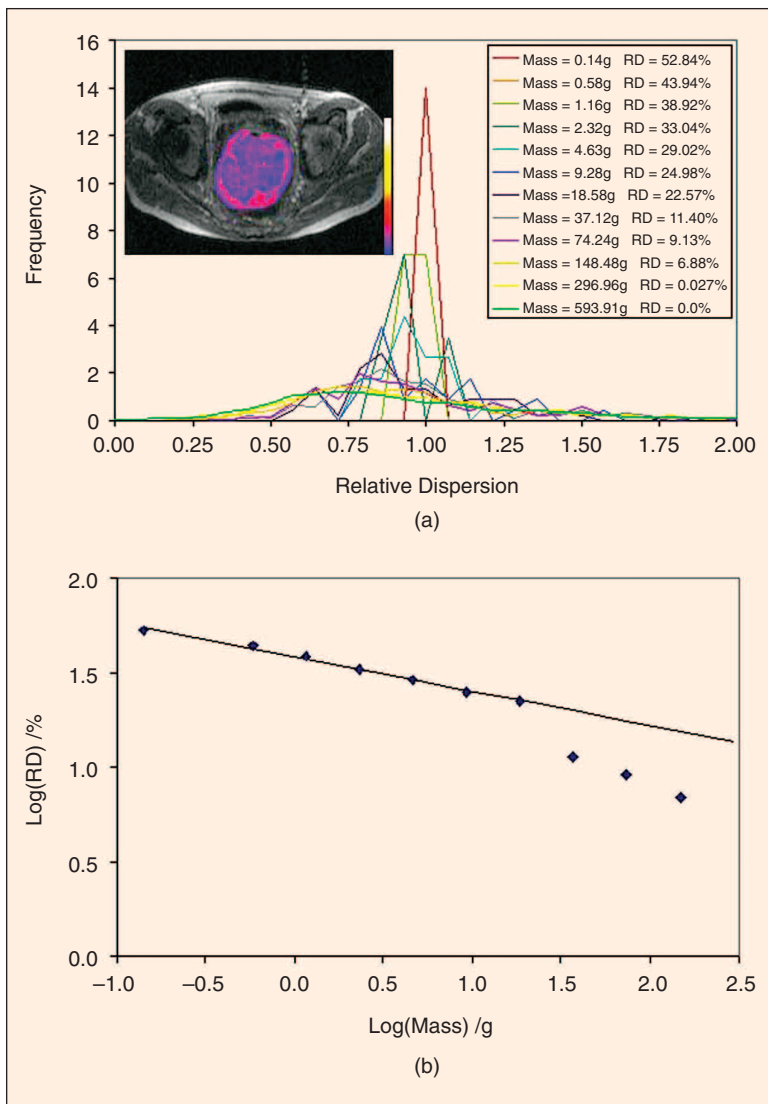 16
14
12
10
8
6
4
2
0
Frequency
Mass = 0.14g RD = 52.84%
Mass = 0.58g RD = 43.94%
Mass = 1.16g RD = 38.92%
Mass = 2.32g RD = 33.04%
Mass = 4.63g RD = 29.02%
Mass = 9.28g RD = 24.98%
Mass =18.58g RD = 22.57%
Mass = 37.12g RD = 11.40%
Mass = 74.24g RD = 9.13%
Mass = 148.48g RD = 6.88%
Mass = 296.96g RD = 0.027%
Mass = 593.91g RD = 0.0%
0.00 0.25 0.50 0.75 1.00 1.25 1.50 1.75 2.00
Relative Dispersion
(a)
2.0
1.5
1.0
0.5
0.0
Log(RD) /%
–1.0 –0.5 0.0 0.5 1.0 1.5 2.0 2.5
Log(Mass) /g
(b)